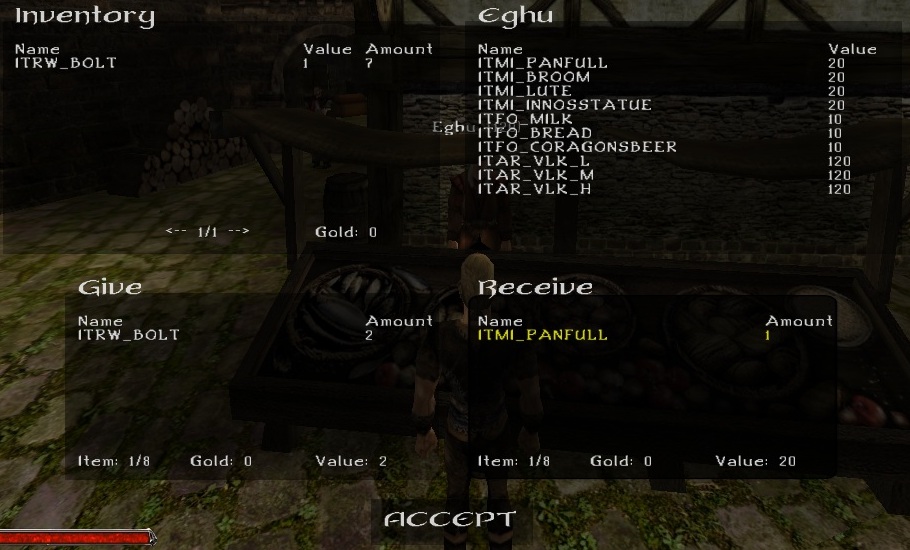 Inventory
Name Value Amount
ITRW_BOLT 1 7
<-- 1/1 --> Gold: 0
Eghu
Name Value
ITMI_PANFULL 20
ITMI_BROOM 20
ITMI_LUTE 20
ITMI_INNOSSTATUE 20
ITFO_MILK 10
ITFO_BREAD 10
ITFO_CORAGONSBEER 10
ITAR_VLK_L 120
ITAR_VLK_M 120
ITAR_VLK_H 120
Eghu
Give
Name Amount
ITRW_BOLT 2
Item: 1/8 Gold: 0 Value: 2
Receive
Name Amount
ITMI_PANFULL 1
Item: 1/8 Gold: 0 Value: 20
ACCEPT